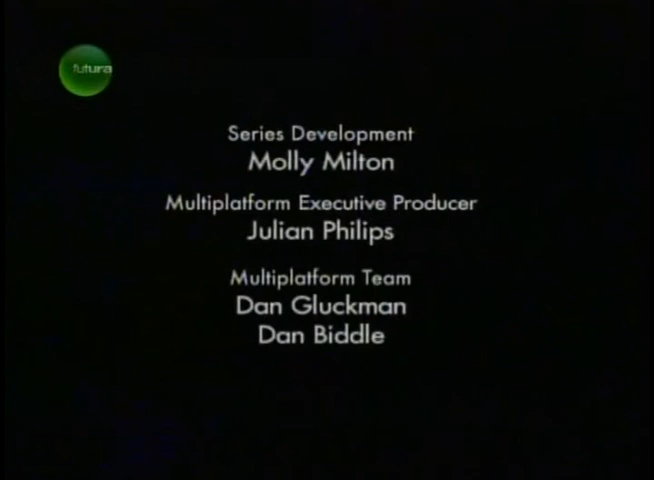 futura
Series Development
Molly Milton
Multiplatform Executive Producer
Julian Philips
Multiplatform Team
Dan Gluckman
Dan Biddle